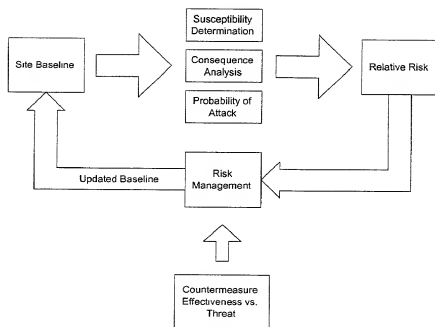 Susceptibility
Determination
Site Baseline
Consequence
Analysis
Relative Risk
Probability of
Attack
Updated Baseline
Risk
Management
Countermeasure
Effectiveness vs.
Threat